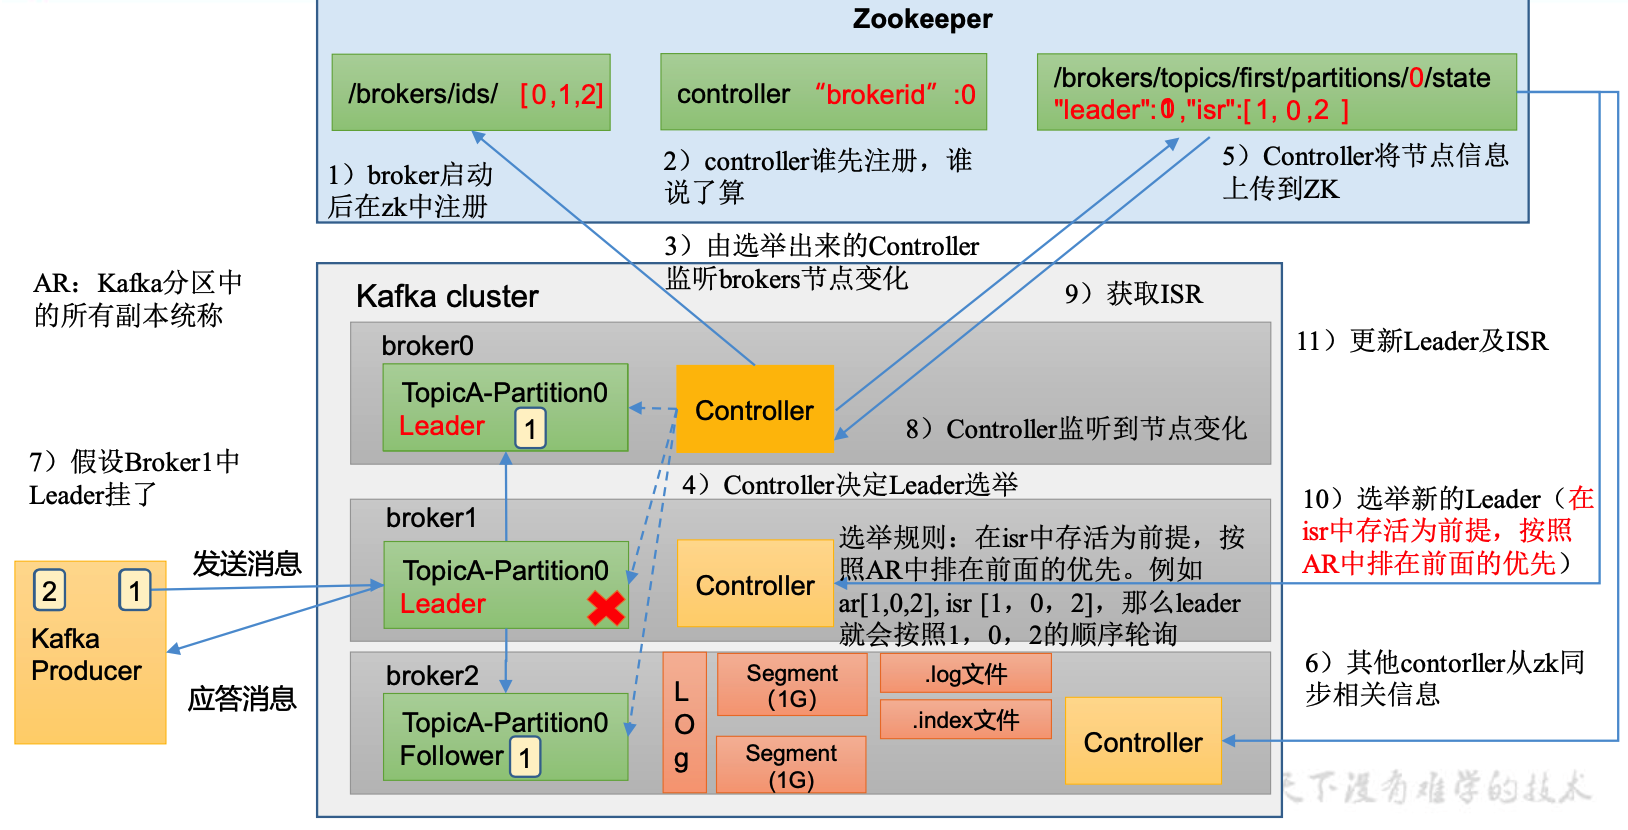 Zookeeper
/brokers/ids/ [0,1,2]
controller “brokerid” :0
/brokers/topics/first/partitions/0/state
"leader": ,"isr":[ 1, 0 ,2 ]
1）broker启动
后在zk中注册
2）controller谁先注册，谁
说了算
5）Controller将节点信息
上传到ZK
3）由选举出来的Controller
监听brokers节点变化
AR：Kafka分区中
的所有副本统称
Kafka cluster
9）获取ISR
11）更新Leader及ISR
broker0
TopicA-Partition0
Leader 1
Controller
8）Controller监听到节点变化
7）假设Broker1中
Leader挂了
4）Controller决定Leader选举
10）选举新的Leader（在
isr中存活为前提，按照
AR中排在前面的优先）
broker1
TopicA-Partition0
Leader
Controller
选举规则：在isr中存活为前提，按
照AR中排在前面的优先。例如
ar[1,0,2], isr [1，0，2]，那么leader
就会按照1，0，2的顺序轮询
发送消息
2 1
Kafka
Producer
应答消息
6）其他contorller从zk同
步相关信息
broker2
TopicA-Partition0
Follower 1
L
O
g
Segment
(1G)
Segment
(1G)
.log文件
.index文件
Controller
天下没有难学的技术